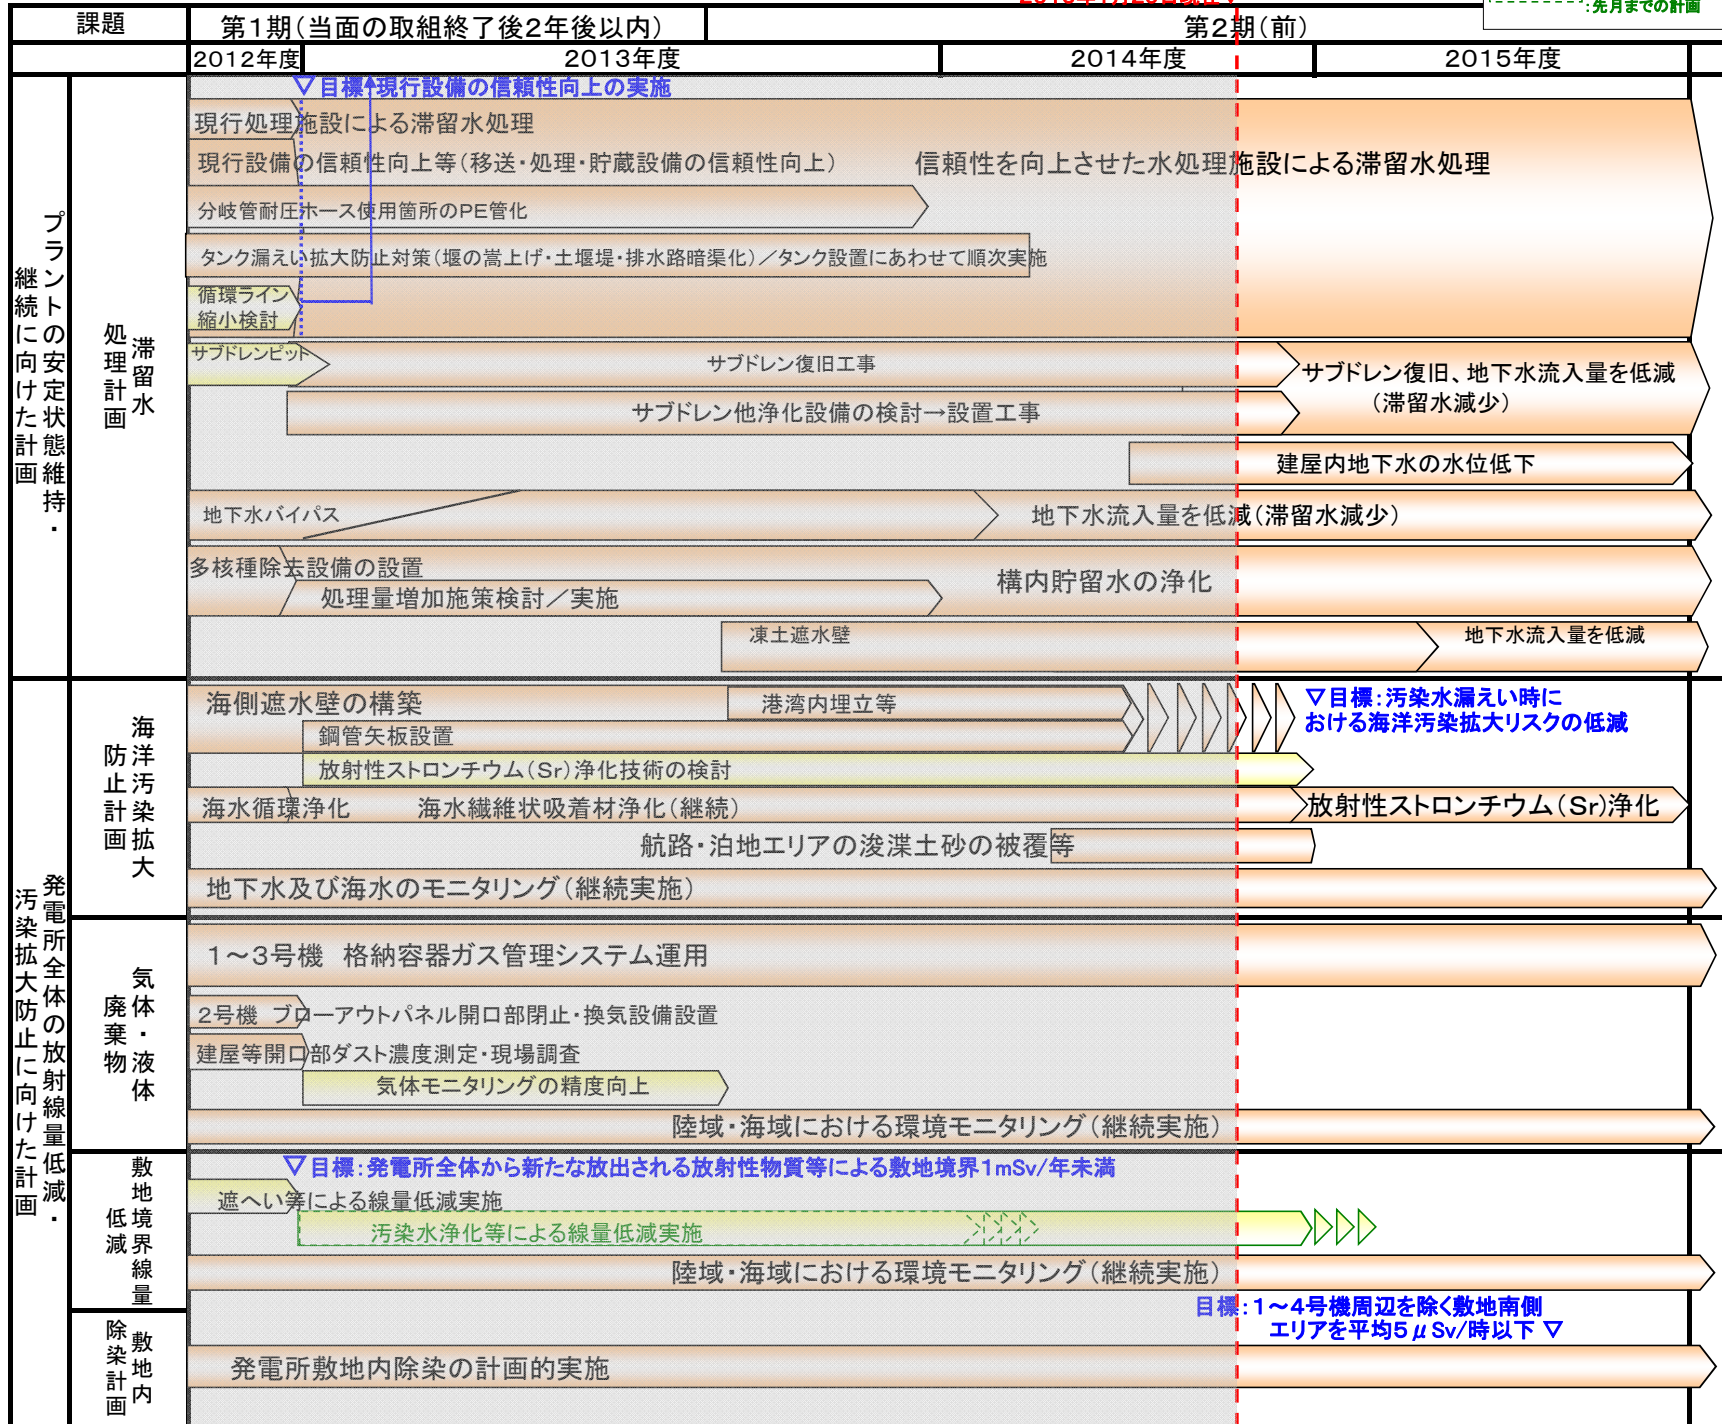 :先月までの計画
課題
第1期(当面の取組終了後2年後以内)
第2期(前)
2012年度
2013年度
2014年度
2015年度
プラントの安定状態維持・
継続に向けた計画
滞留水
処理計画
▽目標:現行設備の信頼性向上の実施
現行処理施設による滞留水処理
現行設備の信頼性向上等(移送・処理・貯蔵設備の信頼性向上)
信頼性を向上させた水処理施設による滞留水処理
分岐管耐圧ホース使用箇所のPE管化
タンク漏えい拡大防止対策(堰の嵩上げ・土堰堤・排水路暗渠化)/タンク設置にあわせて順次実施
循環ライン
縮小検討
サブドレンピット
サブドレン復旧工事
サブドレン復旧、地下水流入量を低減
(滞留水減少)
サブドレン他浄化設備の検討→設置工事
建屋内地下水の水位低下
地下水バイパス
地下水流入量を低減(滞留水減少)
多核種除去設備の設置
処理量増加施策検討/実施
構内貯留水の浄化
凍土遮水壁
地下水流入量を低減
発電所全体の放射線量低減・
汚染拡大防止に向けた計画
海洋汚染拡大
防止計画
海側遮水壁の構築
港湾内埋立等
鋼管矢板設置
▽目標:汚染水漏えい時に
おける海洋汚染拡大リスクの低減
放射性ストロンチウム(Sr)浄化技術の検討
海水循環浄化
海水繊維状吸着材浄化(継続)
放射性ストロンチウム(Sr)浄化
航路・泊地エリアの浚渫土砂の被覆等
地下水及び海水のモニタリング(継続実施)
気体・液体
廃棄物
1~3号機 格納容器ガス管理システム運用
2号機 ブローアウトパネル開口部閉止・換気設備設置
建屋等開口部ダスト濃度測定・現場調査
気体モニタリングの精度向上
陸域・海域における環境モニタリング(継続実施)
敷地境界線量
低減
▽目標:発電所全体から新たな放出される放射性物質等による敷地境界1mSv/年未満
遮へい等による線量低減実施
汚染水浄化等による線量低減実施
陸域・海域における環境モニタリング(継続実施)
敷地内
除染計画
目標:1~4号機周辺を除く敷地南側
エリアを平均5μSv/時以下 ▽
発電所敷地内除染の計画的実施